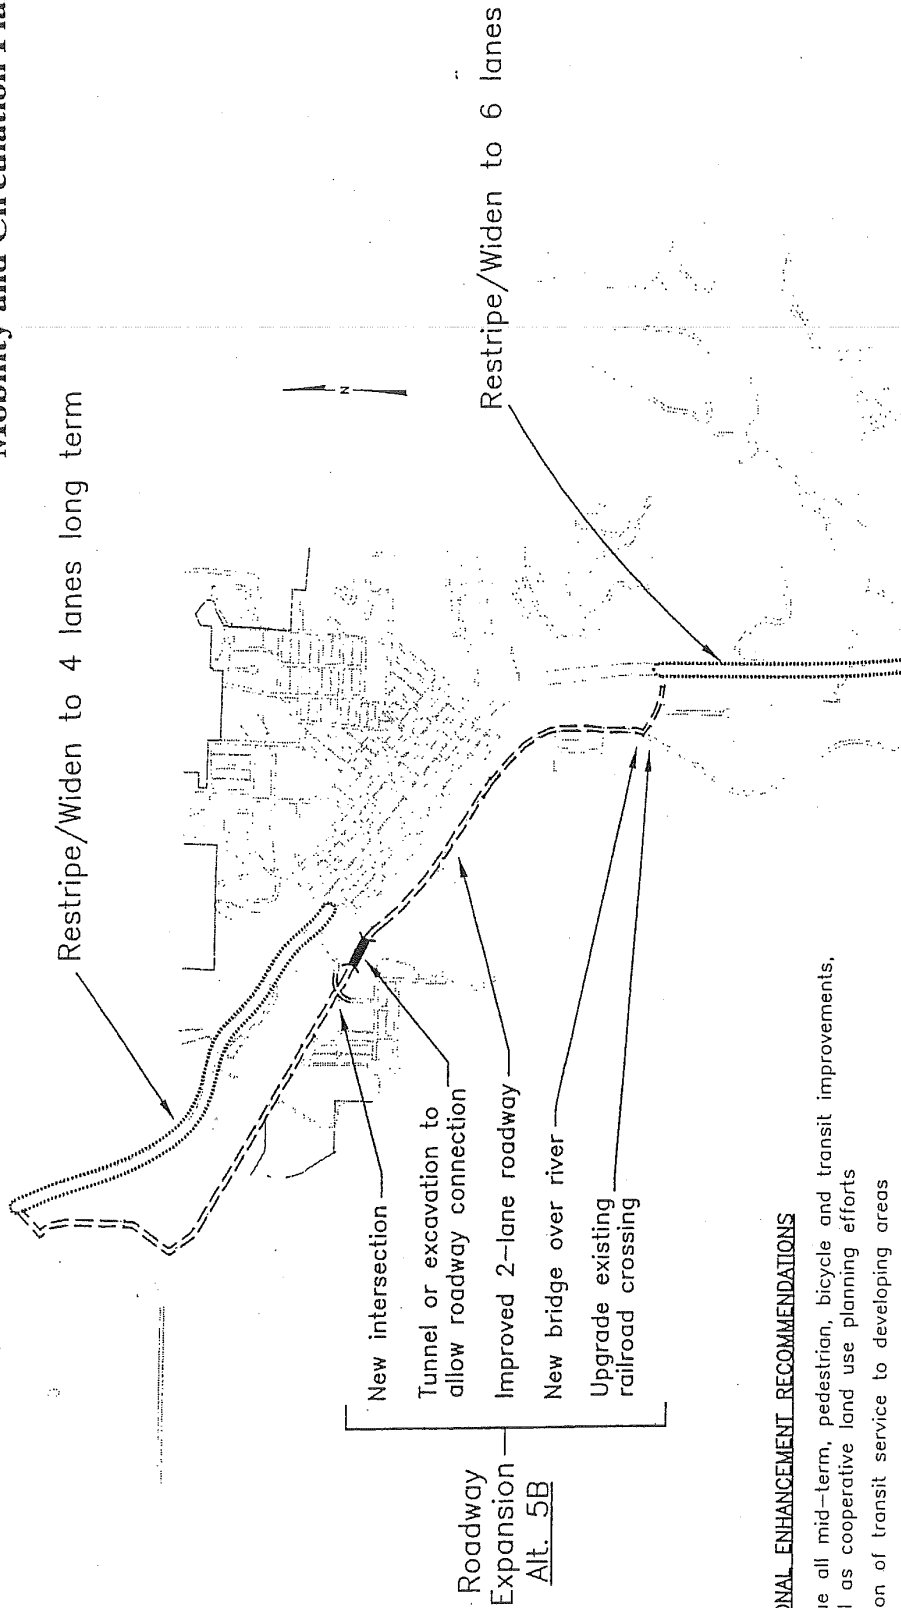 Mobility and Circulation
Restripe/Widen to 4 lanes long term
Restripe/Widen to 6 lanes
N
New intersection
Tunnel or excavation to
allow roadway connection
Improved 2-lane roadway
New bridge over river
Upgrade existing
railroad crossing
Roadway
Expansion
Alt. 5B
ENHANCEMENT RECOMMENDATIONS
all mid-term, pedestrian, bicycle and transit improvements,
as cooperative land use planning efforts
of transit service to developing areas